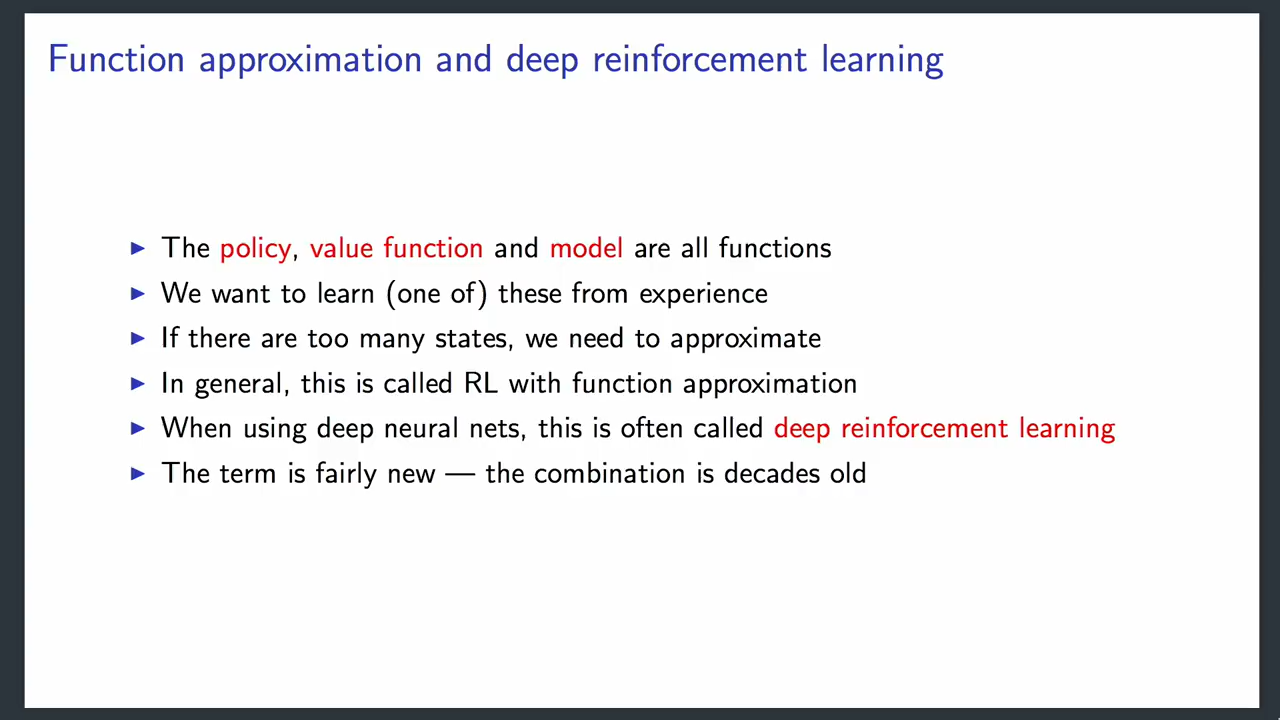 Function approximation and deep reinforcement learning
▶ The policy, value function and model are all functions
▶ We want to learn (one of) these from experience
▶ If there are too many states, we need to approximate
▶ In general, this is called RL with function approximation
▶ When using deep neural nets, this is often called deep reinforcement learning
▶ The term is fairly new — the combination is decades old